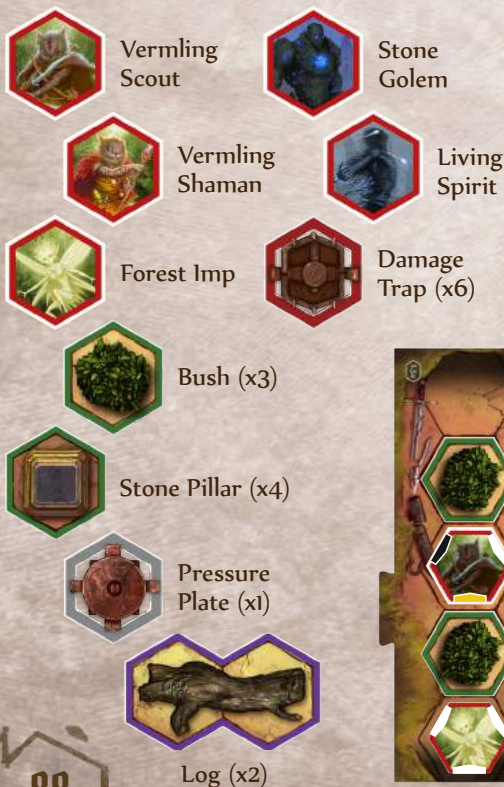 Vermling
Scout
Stone
Golem
Vermling
Shaman
Living
Spirit
Forest Imp
Damage
Trap (x6)
Bush (x3)
Stone Pillar (x4)
Pressure
Plate (x1)
Log (x2)